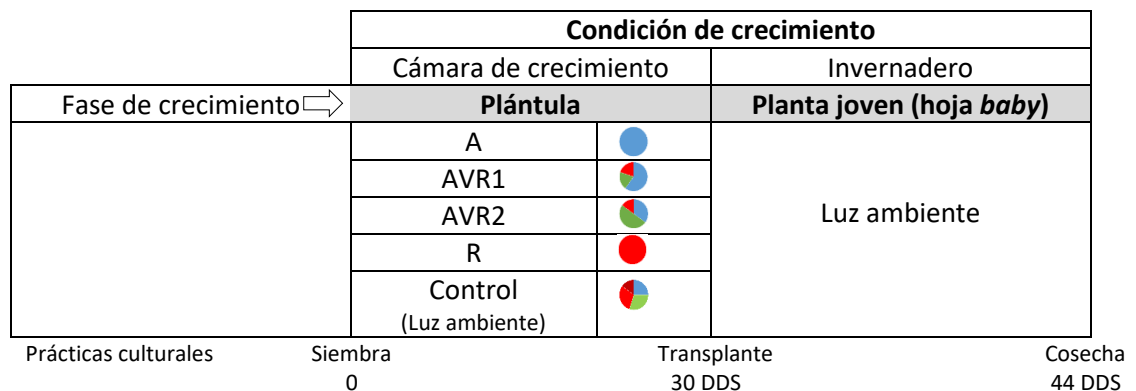 Condición de crecimiento
Cámara de crecimiento Invernadero
Fase de crecimiento Plántula Planta joven (hoja baby)
A
AVR1
AVR2
Luz ambiente
R
Control
(Luz ambiente)
Prácticas culturales Siembra Transplante Cosecha
0 30 DDS 44 DDS